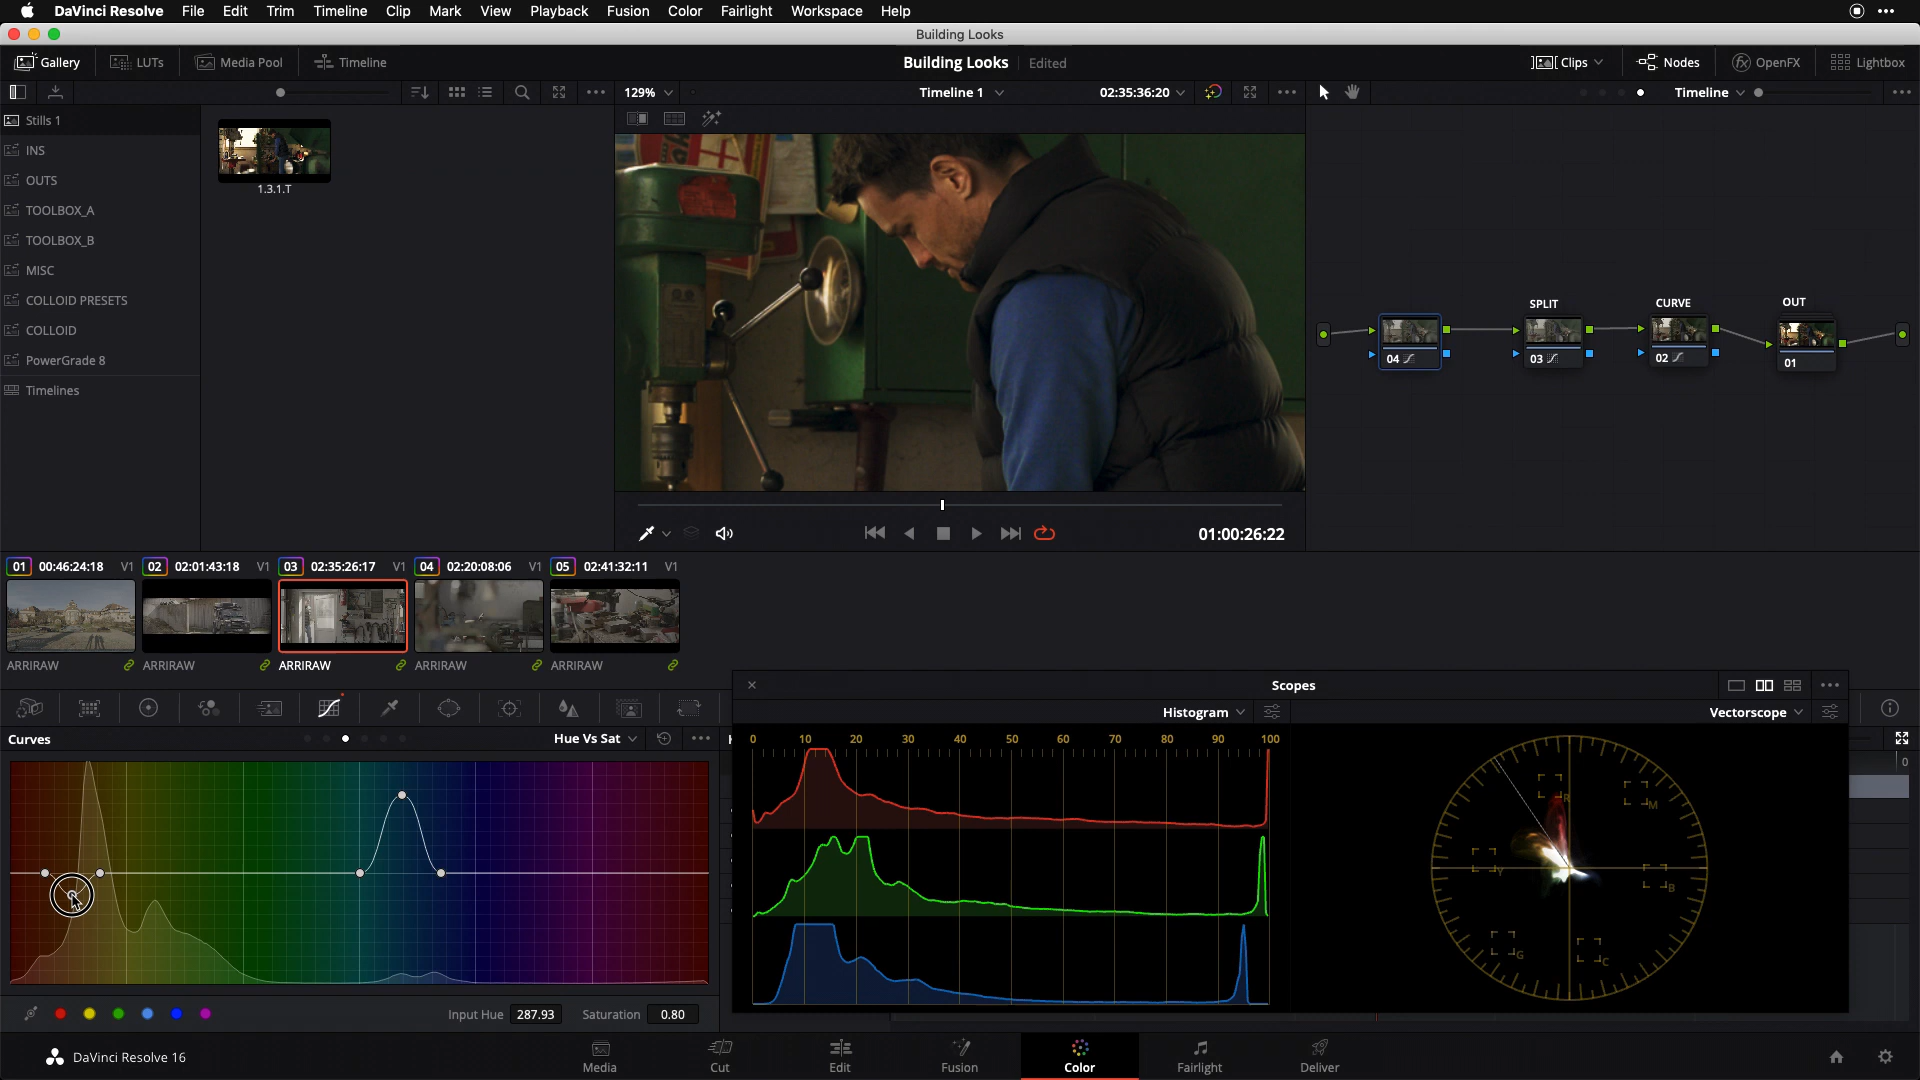 DaVinci Resolve File Edit Trim Timeline Clip Mark View Playback Fusion Color Fairlight Workspace Help
Building Looks
Gallery LUTs Media Pool Timeline Building Looks Edited Clips Nodes OpenFX Lightbox
129% Timeline 1 02:35:36:20 Timeline
Stills 1
INS
OUTS
TOOLBOX_A
TOOLBOX_B
MISC
COLLOID PRESETS
COLLOID
PowerGrade 8
Timelines
1.3.1.T
SPLIT CURVE OUT
04 03 02 01
01:00:26:22
01 00:46:24:18 V1 02 02:01:43:18 V1 03 02:35:26:17 V1 04 02:20:08:06 V1 05 02:41:32:11 V1
ARRIRAW ARRIRAW ARRIRAW ARRIRAW ARRIRAW
Scopes
Histogram Vectorscope
Curves Hue Vs Sat
0 10 20 30 40 50 60 70 80 90 100
R M
Y B
G C
0
Input Hue 287.93 Saturation 0.80
DaVinci Resolve 16
Media Cut Edit Fusion Color Fairlight Deliver